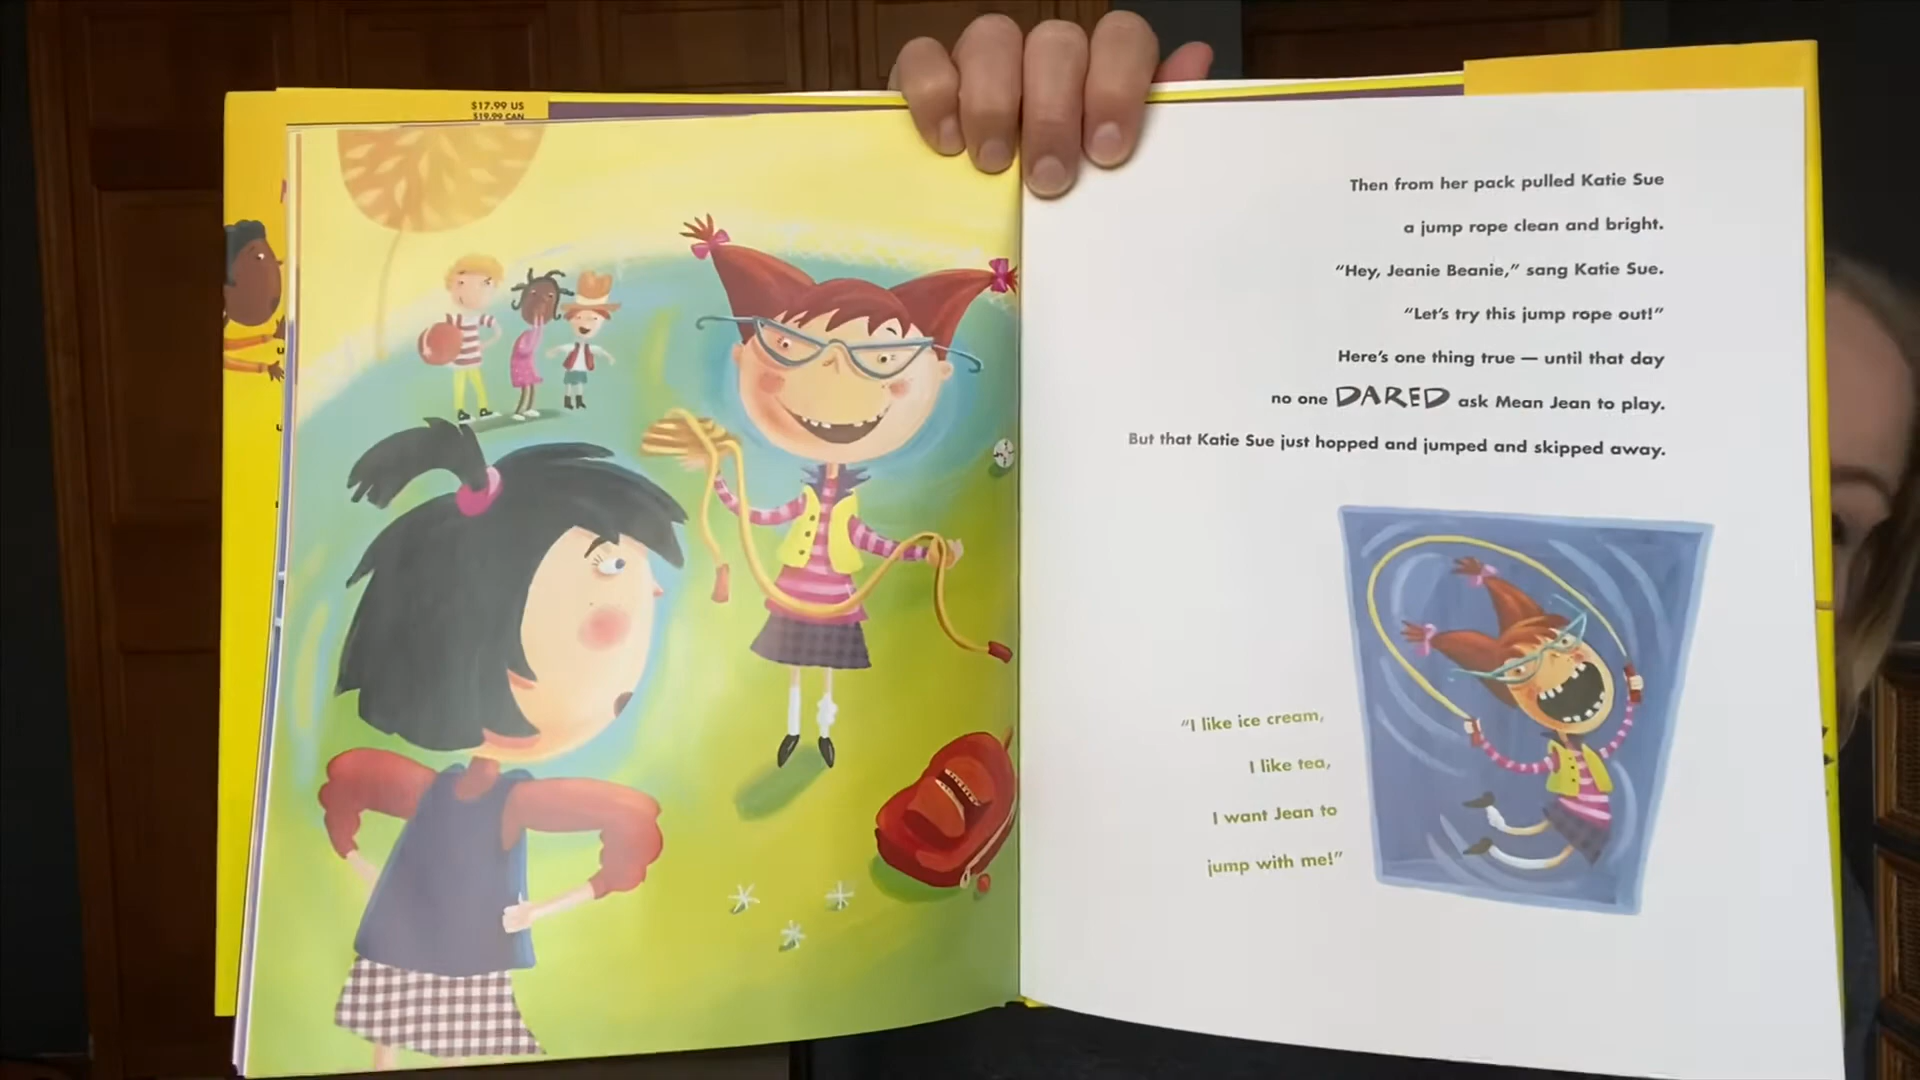 $17.99 US
$19.99 CAN
Then from her pack pulled Katie Sue
a jump rope clean and bright.
“Hey, Jeanie Beanie,” sang Katie Sue.
“Let’s try this jump rope out!”
Here’s one thing true — until that day
no one DARED ask Mean Jean to play.
But that Katie Sue just hopped and jumped and skipped away.
“I like ice cream,
I like tea,
I want Jean to
jump with me!”